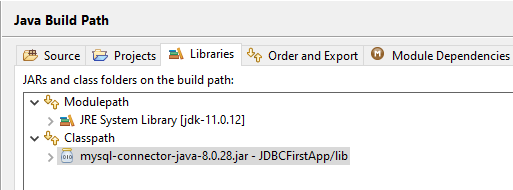 Java Build Path
Source Projects Libraries Order and Export Module Dependencies
JARs and class folders on the build path:
Modulepath
JRE System Library [jdk-11.0.12]
Classpath
mysql-connector-java-8.0.28.jar - JDBCFirstApp/lib